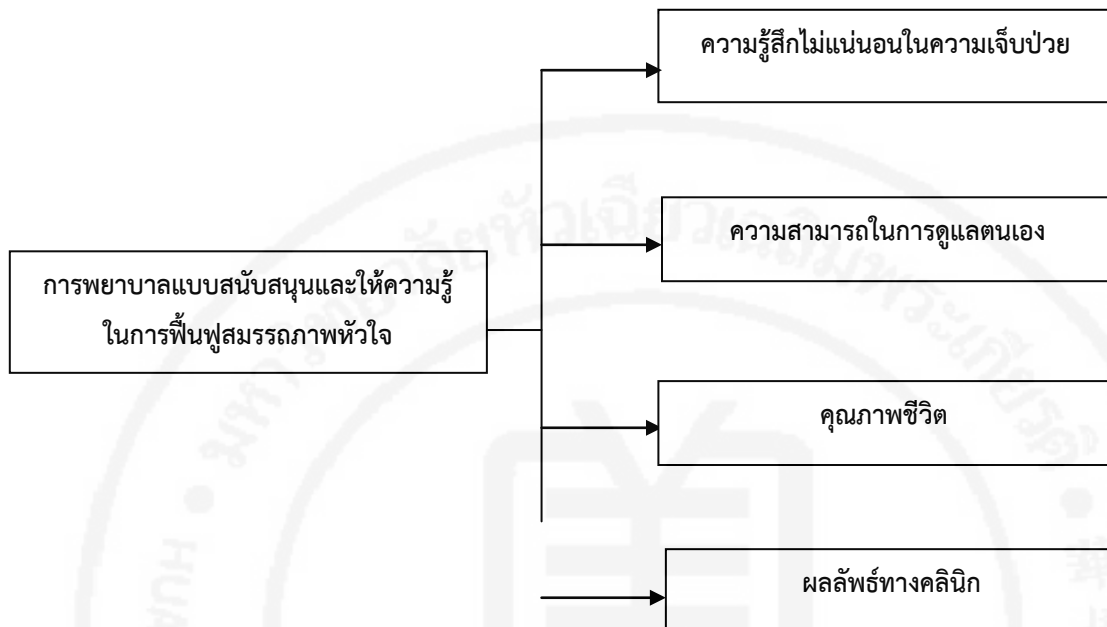 ความรู้สึกไม่แน่นอนในความเจ็บป่วย
ความสามารถในการดูแลตนเอง
การพยาบาลแบบสนับสนุนและให้ความรู้
ในการฟื้นฟูสมรรถภาพหัวใจ
คุณภาพชีวิต
ผลลัพธ์ทางคลินิก